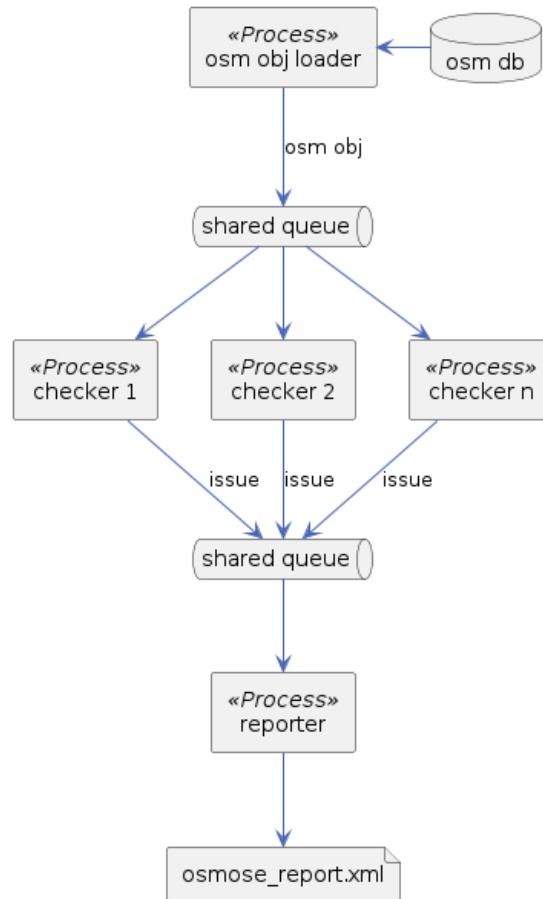 «Process»
osm obj loader
osm db
osm obj
shared queue
«Process»
checker 1
«Process»
checker 2
«Process»
checker n
issue
issue
issue
shared queue
«Process»
reporter
osmose_report.xml